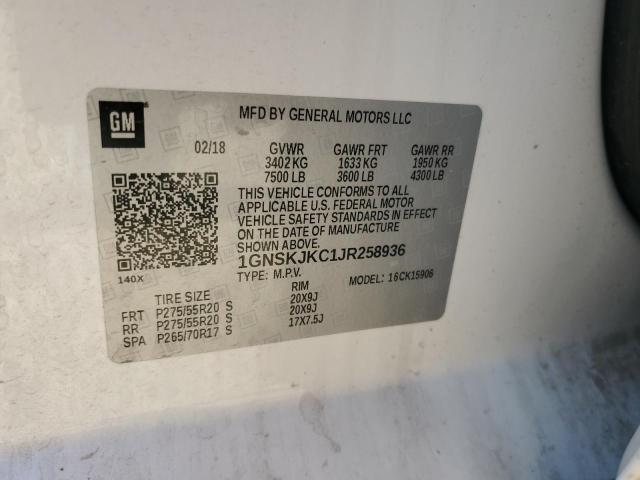 GM
MFD BY GENERAL MOTORS LLC
02/18 GVWR GAWR FRT GAWR RR
3402 KG 1633 KG 1950 KG
7500 LB 3600 LB 4300 LB
THIS VEHICLE CONFORMS TO ALL
APPLICABLE U.S. FEDERAL MOTOR
VEHICLE SAFETY STANDARDS IN EFFECT
ON THE DATE OF MANUFACTURE
SHOWN ABOVE.
1GNSKJKC1JR258936
140X
TYPE: M.P.V. MODEL: 16CK15906
TIRE SIZE RIM
FRT P275/55R20 S 20X9J
RR P275/55R20 S 20X9J
SPA P265/70R17 S 17X7.5J